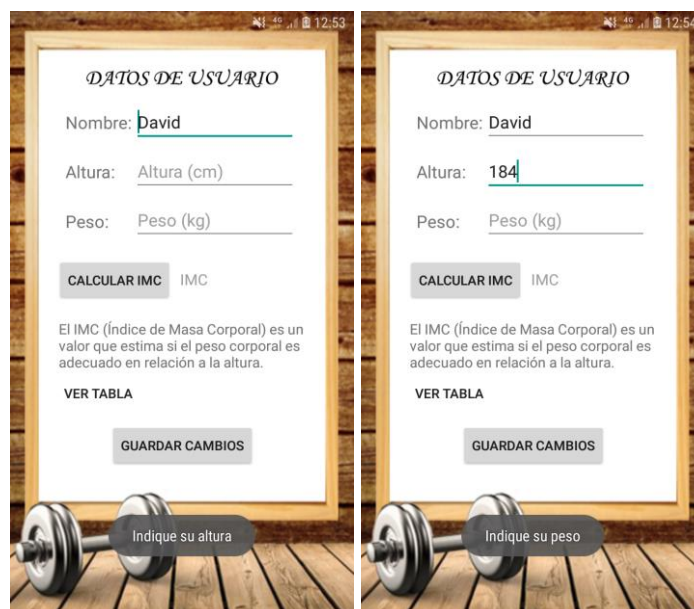 4G 12:53
DATOS DE USUARIO
Nombre: David
Altura: Altura (cm)
Peso: Peso (kg)
CALCULAR IMC IMC
El IMC (Índice de Masa Corporal) es un
valor que estima si el peso corporal es
adecuado en relación a la altura.
VER TABLA
GUARDAR CAMBIOS
Indique su altura
4G 12:54
DATOS DE USUARIO
Nombre: David
Altura: 184
Peso: Peso (kg)
CALCULAR IMC IMC
El IMC (Índice de Masa Corporal) es un
valor que estima si el peso corporal es
adecuado en relación a la altura.
VER TABLA
GUARDAR CAMBIOS
Indique su peso